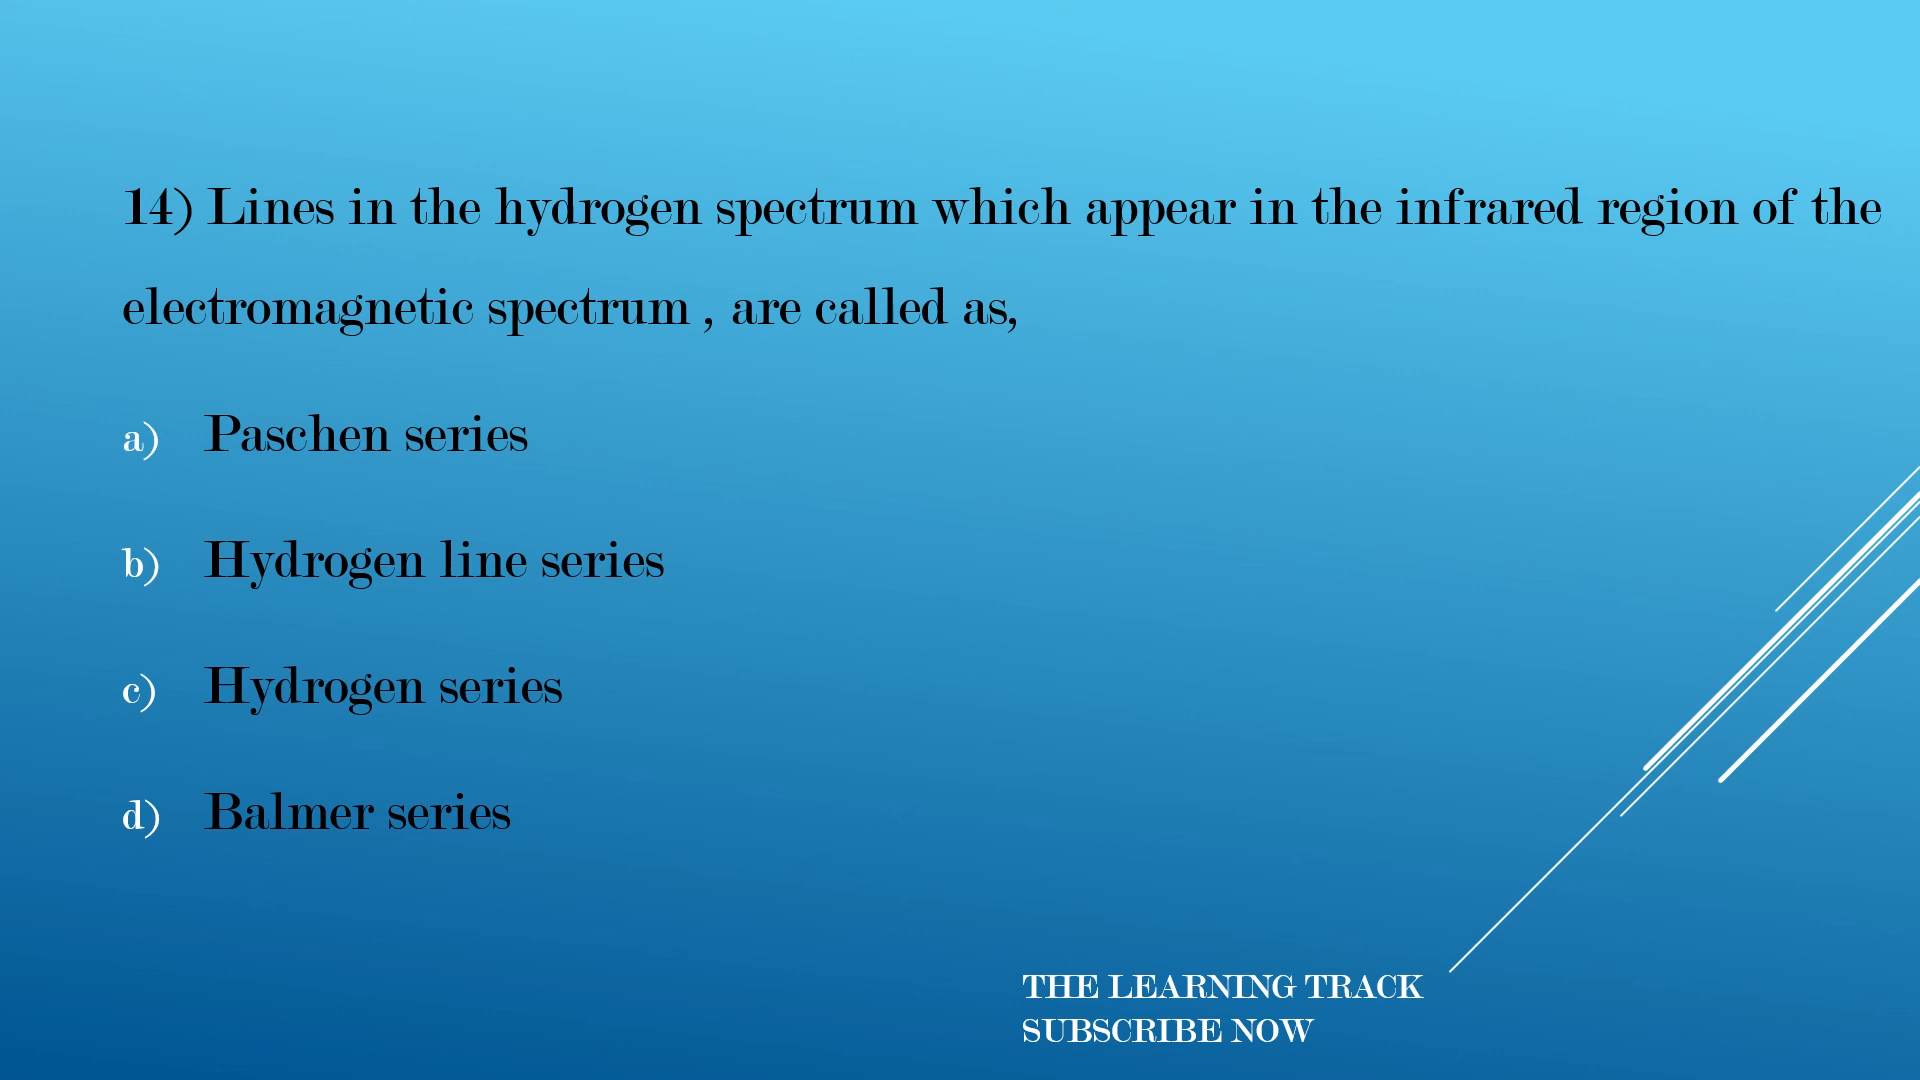 14) Lines in the hydrogen spectrum which appear in the infrared region of the
electromagnetic spectrum , are called as,
a) Paschen series
b) Hydrogen line series
c) Hydrogen series
d) Balmer series
THE LEARNING TRACK
SUBSCRIBE NOW